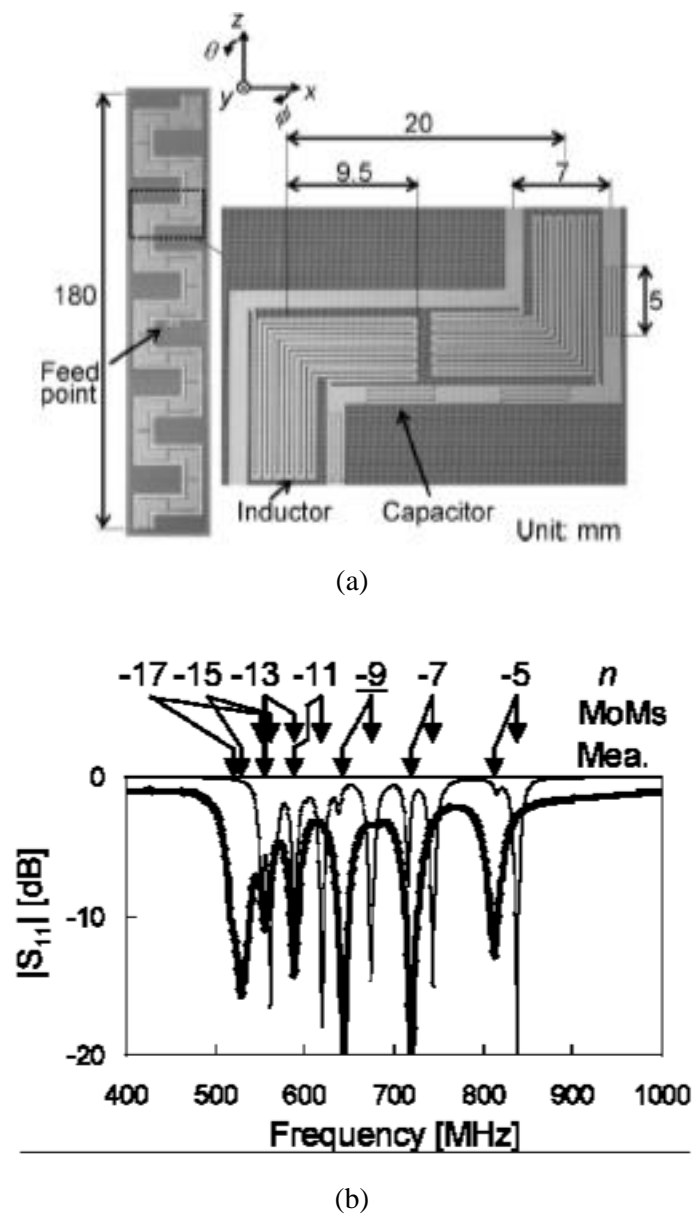 z
θ
y
x
ϕ
20
9.5
7
180
5
Feed
point
Inductor
Capacitor
Unit: mm
(a)
-17 -15 -13 -11 -9 -7 -5 n
MoMs
Mea.
0
-10
-20
|S11| [dB]
400 500 600 700 800 900 1000
Frequency [MHz]
(b)